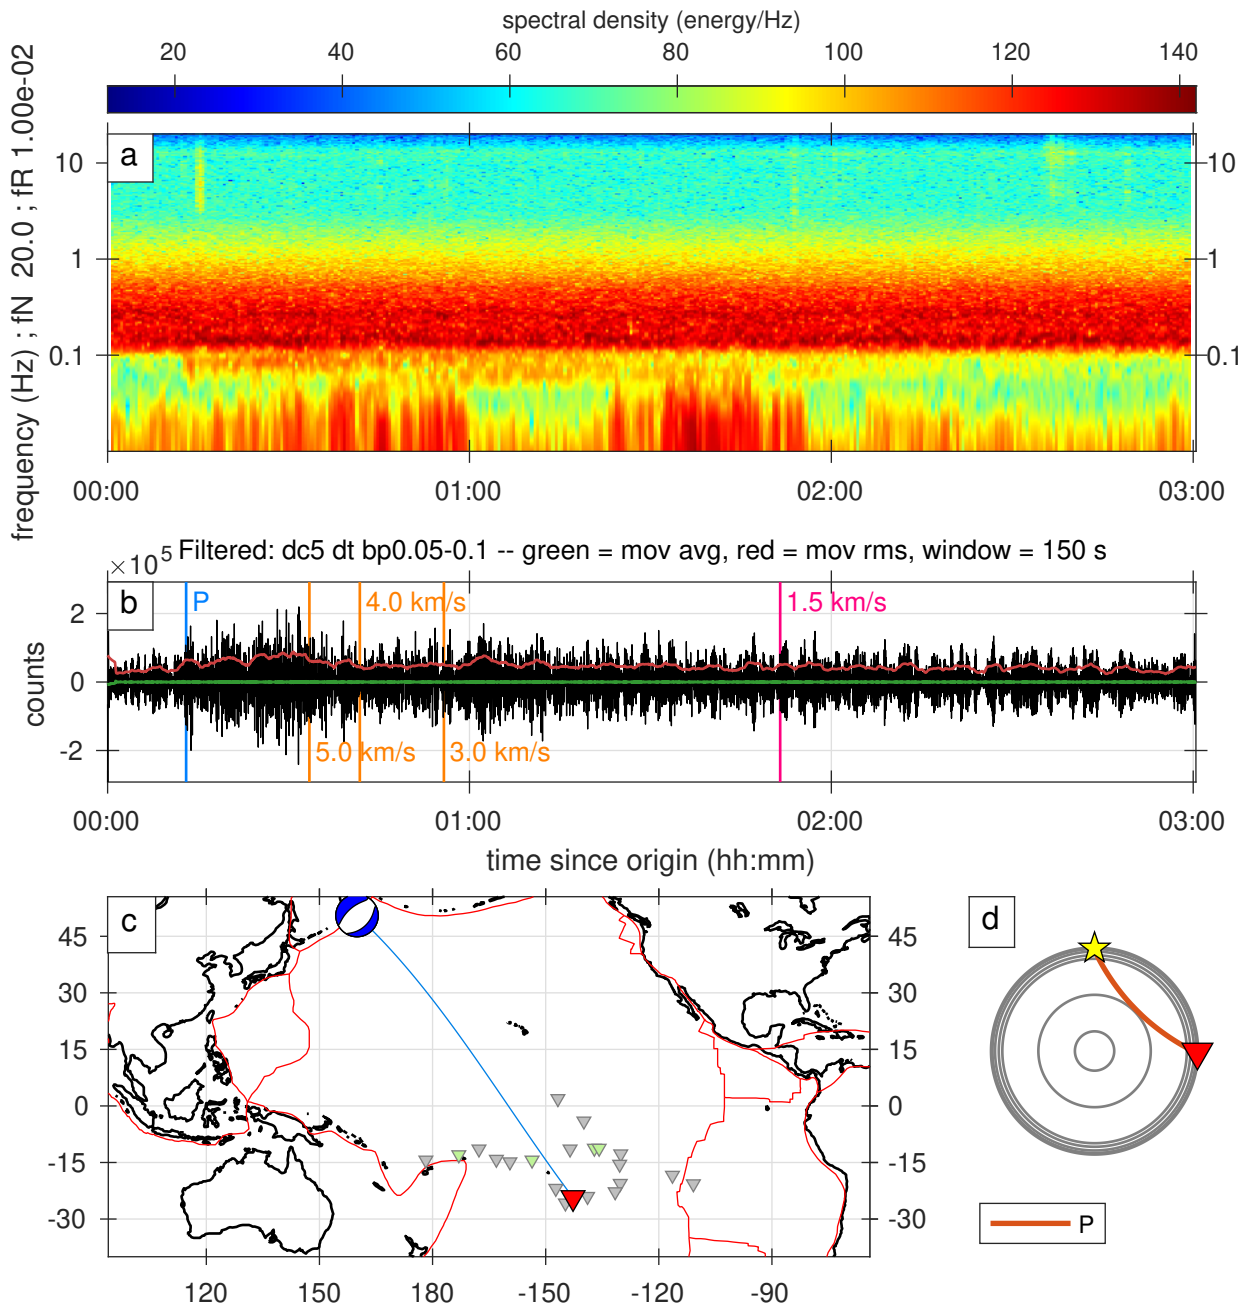 spectral density (energy/Hz)
20 40 60 80 100 120 140
frequency (Hz) ; fN 20.0 ; fR 1.00e-02
a
10 10
1 1
0.1 0.1
00:00 01:00 02:00 03:00
×10^5 Filtered: dc5 dt bp0.05-0.1 -- green = mov avg, red = mov rms, window = 150 s
b
P 4.0 km/s 1.5 km/s
counts
2
0
-2
5.0 km/s 3.0 km/s
00:00 01:00 02:00 03:00
time since origin (hh:mm)
c
45 45
30 30
15 15
0 0
-15 -15
-30 -30
120 150 180 -150 -120 -90
d
P